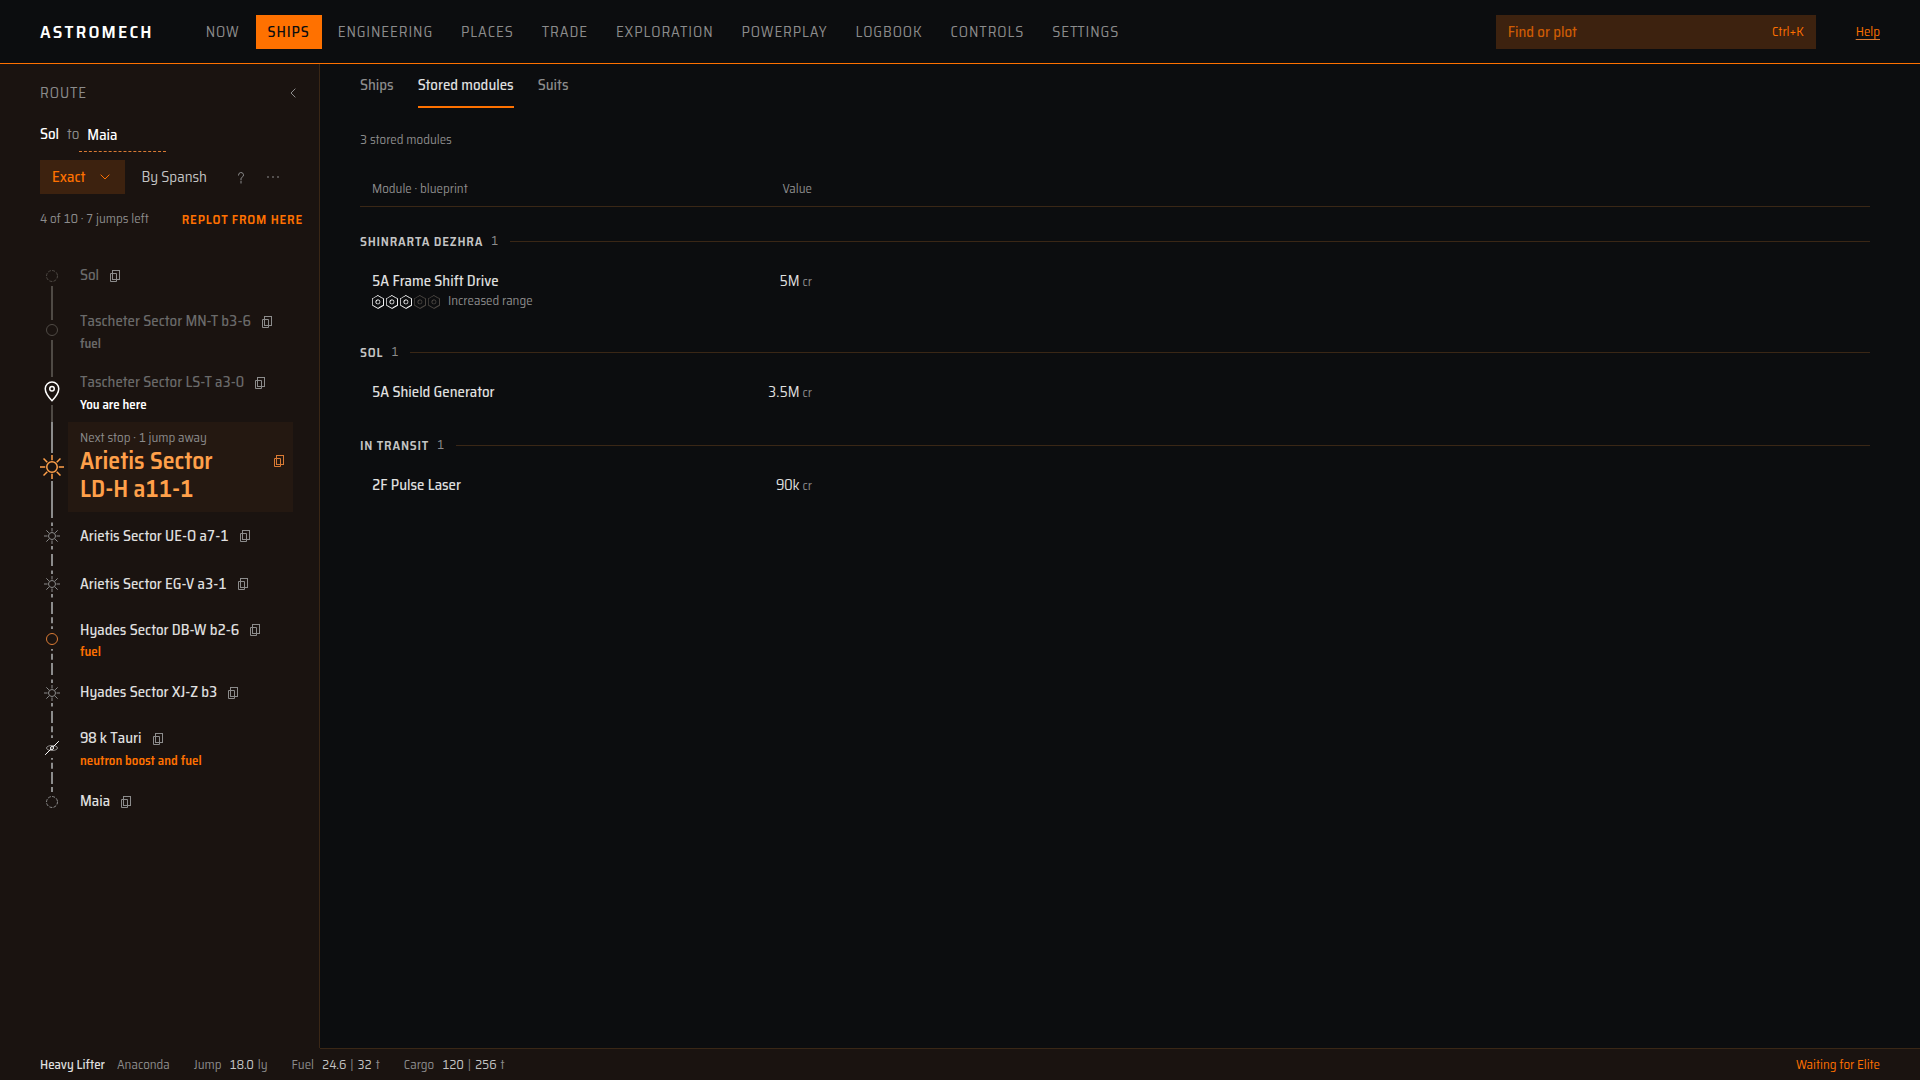 ASTROMECH
NOW SHIPS ENGINEERING PLACES TRADE EXPLORATION POWERPLAY LOGBOOK CONTROLS SETTINGS
Find or plot Ctrl+K
Help
ROUTE
Sol to Maia
Exact By Spansh ? ...
4 of 10 · 7 jumps left REPLOT FROM HERE
Sol
Tascheter Sector MN-T b3-6
fuel
Tascheter Sector LS-T a3-0
You are here
Next stop · 1 jump away
Arietis Sector
LD-H a11-1
Arietis Sector UE-O a7-1
Arietis Sector EG-V a3-1
Hyades Sector DB-W b2-6
fuel
Hyades Sector XJ-Z b3
98 k Tauri
neutron boost and fuel
Maia
Ships Stored modules Suits
3 stored modules
Module · blueprint Value
SHINRARTA DEZHRA 1
5A Frame Shift Drive 5M cr
Increased range
SOL 1
5A Shield Generator 3.5M cr
IN TRANSIT 1
2F Pulse Laser 90k cr
Heavy Lifter Anaconda Jump 18.0 ly Fuel 24.6 | 32 t Cargo 120 | 256 t
Waiting for Elite